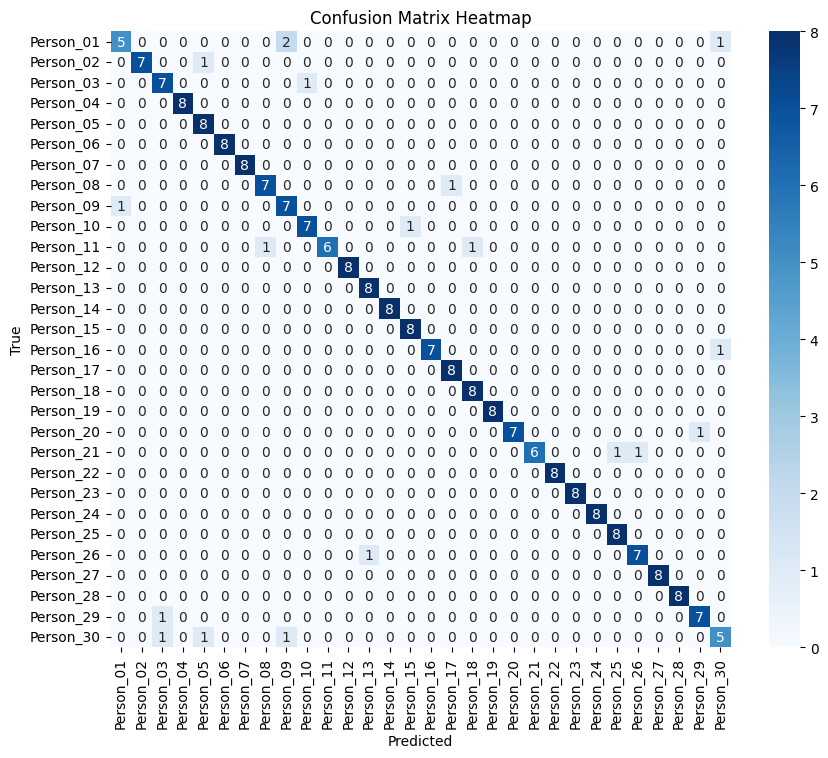 Confusion Matrix Heatmap
Person_01 5 0 0 0 0 0 0 0 2 0 0 0 0 0 0 0 0 0 0 0 0 0 0 0 0 0 0 0 0 1
Person_02 0 7 0 0 1 0 0 0 0 0 0 0 0 0 0 0 0 0 0 0 0 0 0 0 0 0 0 0 0 0
Person_03 0 0 7 0 0 0 0 0 0 1 0 0 0 0 0 0 0 0 0 0 0 0 0 0 0 0 0 0 0 0
Person_04 0 0 0 8 0 0 0 0 0 0 0 0 0 0 0 0 0 0 0 0 0 0 0 0 0 0 0 0 0 0
Person_05 0 0 0 0 8 0 0 0 0 0 0 0 0 0 0 0 0 0 0 0 0 0 0 0 0 0 0 0 0 0
Person_06 0 0 0 0 0 8 0 0 0 0 0 0 0 0 0 0 0 0 0 0 0 0 0 0 0 0 0 0 0 0
Person_07 0 0 0 0 0 0 8 0 0 0 0 0 0 0 0 0 0 0 0 0 0 0 0 0 0 0 0 0 0 0
Person_08 0 0 0 0 0 0 0 7 0 0 0 0 0 0 0 0 1 0 0 0 0 0 0 0 0 0 0 0 0 0
Person_09 1 0 0 0 0 0 0 0 7 0 0 0 0 0 0 0 0 0 0 0 0 0 0 0 0 0 0 0 0 0
Person_10 0 0 0 0 0 0 0 0 0 7 0 0 0 0 1 0 0 0 0 0 0 0 0 0 0 0 0 0 0 0
Person_11 0 0 0 0 0 0 0 1 0 0 6 0 0 0 0 0 0 1 0 0 0 0 0 0 0 0 0 0 0 0
Person_12 0 0 0 0 0 0 0 0 0 0 0 8 0 0 0 0 0 0 0 0 0 0 0 0 0 0 0 0 0 0
Person_13 0 0 0 0 0 0 0 0 0 0 0 0 8 0 0 0 0 0 0 0 0 0 0 0 0 0 0 0 0 0
Person_14 0 0 0 0 0 0 0 0 0 0 0 0 0 8 0 0 0 0 0 0 0 0 0 0 0 0 0 0 0 0
Person_15 0 0 0 0 0 0 0 0 0 0 0 0 0 0 8 0 0 0 0 0 0 0 0 0 0 0 0 0 0 0
Person_16 0 0 0 0 0 0 0 0 0 0 0 0 0 0 0 7 0 0 0 0 0 0 0 0 0 0 0 0 0 1
Person_17 0 0 0 0 0 0 0 0 0 0 0 0 0 0 0 0 8 0 0 0 0 0 0 0 0 0 0 0 0 0
Person_18 0 0 0 0 0 0 0 0 0 0 0 0 0 0 0 0 0 8 0 0 0 0 0 0 0 0 0 0 0 0
Person_19 0 0 0 0 0 0 0 0 0 0 0 0 0 0 0 0 0 0 8 0 0 0 0 0 0 0 0 0 0 0
Person_20 0 0 0 0 0 0 0 0 0 0 0 0 0 0 0 0 0 0 0 7 0 0 0 0 0 0 0 0 1 0
Person_21 0 0 0 0 0 0 0 0 0 0 0 0 0 0 0 0 0 0 0 0 6 0 0 0 1 1 0 0 0 0
Person_22 0 0 0 0 0 0 0 0 0 0 0 0 0 0 0 0 0 0 0 0 0 8 0 0 0 0 0 0 0 0
Person_23 0 0 0 0 0 0 0 0 0 0 0 0 0 0 0 0 0 0 0 0 0 0 8 0 0 0 0 0 0 0
Person_24 0 0 0 0 0 0 0 0 0 0 0 0 0 0 0 0 0 0 0 0 0 0 0 8 0 0 0 0 0 0
Person_25 0 0 0 0 0 0 0 0 0 0 0 0 0 0 0 0 0 0 0 0 0 0 0 0 8 0 0 0 0 0
Person_26 0 0 0 0 0 0 0 0 0 0 0 0 1 0 0 0 0 0 0 0 0 0 0 0 0 7 0 0 0 0
Person_27 0 0 0 0 0 0 0 0 0 0 0 0 0 0 0 0 0 0 0 0 0 0 0 0 0 0 8 0 0 0
Person_28 0 0 0 0 0 0 0 0 0 0 0 0 0 0 0 0 0 0 0 0 0 0 0 0 0 0 0 8 0 0
Person_29 0 0 1 0 0 0 0 0 0 0 0 0 0 0 0 0 0 0 0 0 0 0 0 0 0 0 0 0 7 0
Person_30 0 0 1 0 1 0 0 0 1 0 0 0 0 0 0 0 0 0 0 0 0 0 0 0 0 0 0 0 0 5
True
Person_01 Person_02 Person_03 Person_04 Person_05 Person_06 Person_07 Person_08 Person_09 Person_10 Person_11 Person_12 Person_13 Person_14 Person_15 Person_16 Person_17 Person_18 Person_19 Person_20 Person_21 Person_22 Person_23 Person_24 Person_25 Person_26 Person_27 Person_28 Person_29 Person_30
Predicted
8
7
6
5
4
3
2
1
0